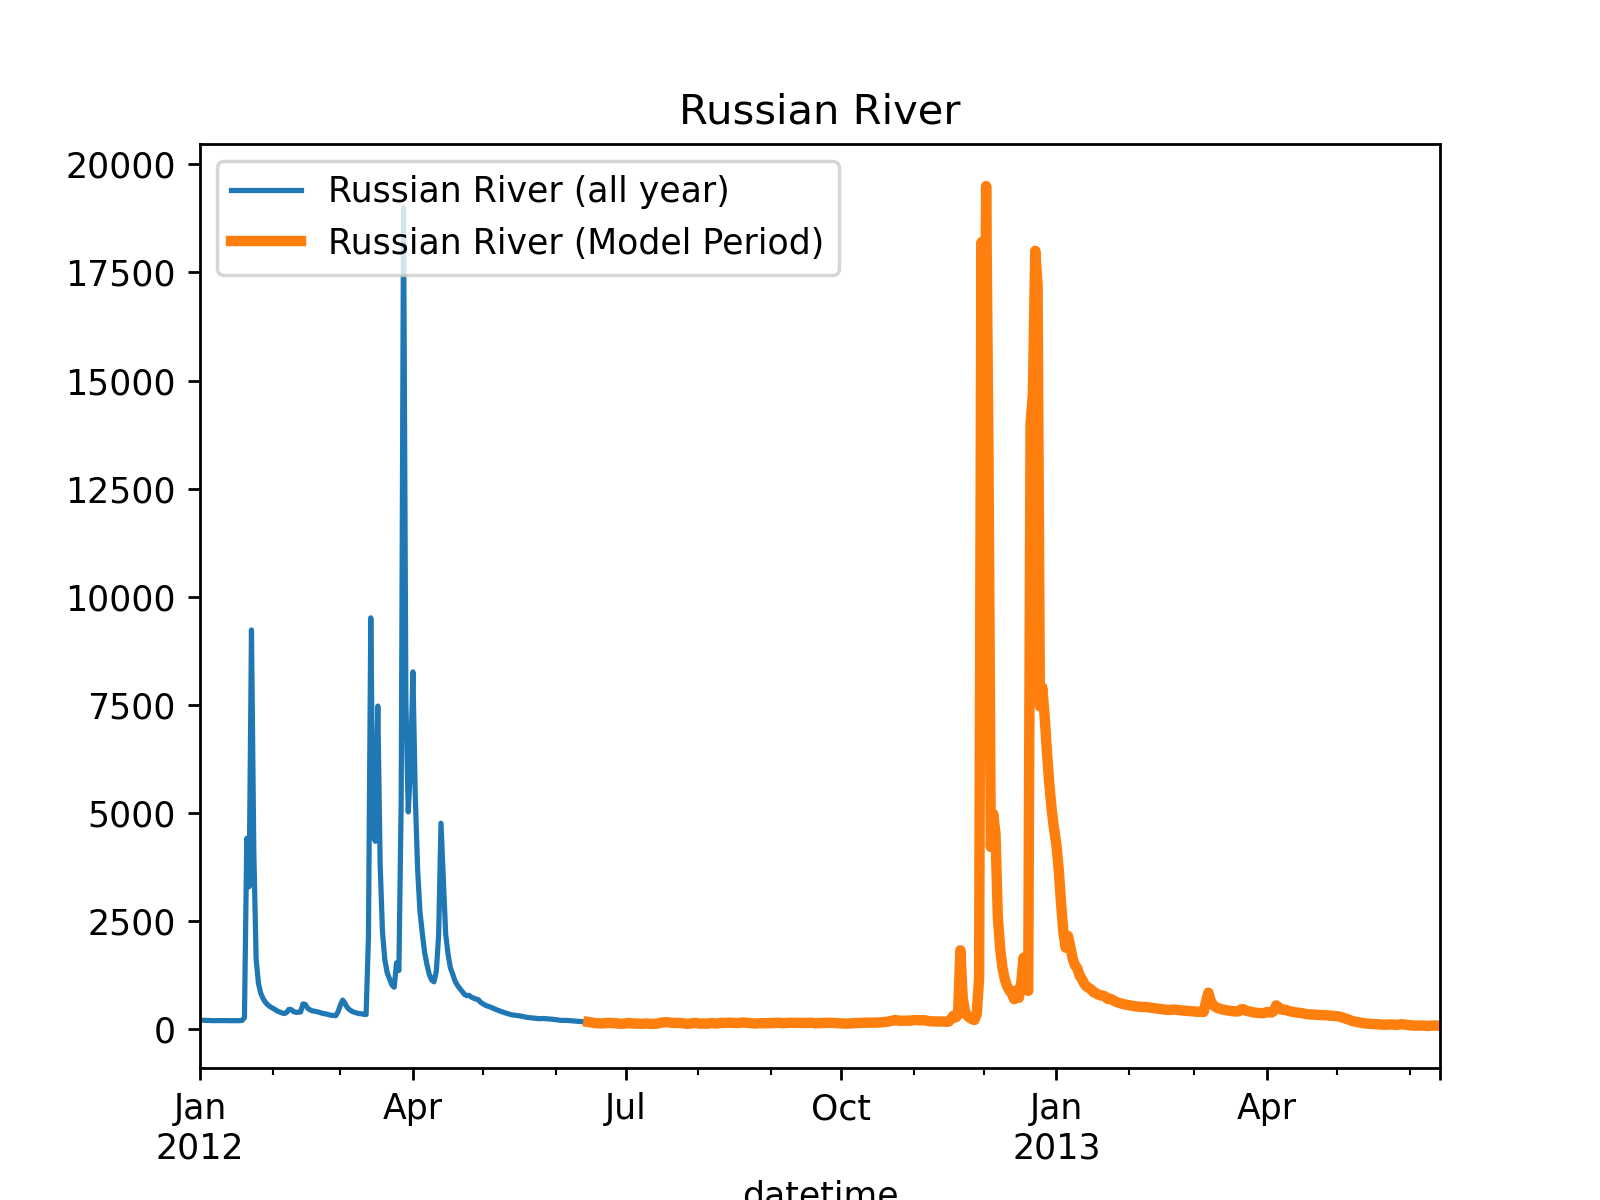 Russian River
Russian River (all year)
Russian River (Model Period)
20000
17500
15000
12500
10000
7500
5000
2500
0
Jan Apr Jul Oct Jan Apr
2012 2013
datetime